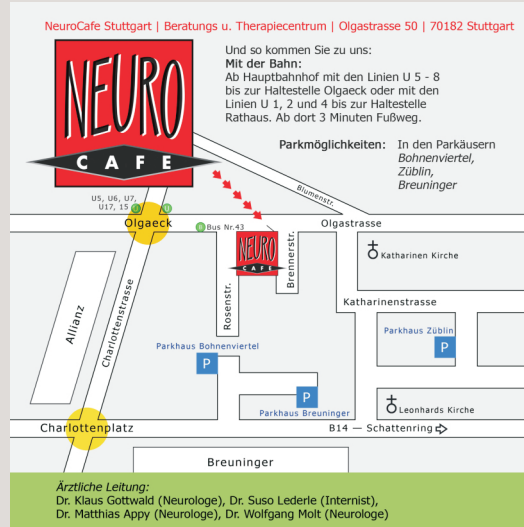 NeuroCafe Stuttgart | Beratungs u. Therapiecentrum | Olgastrasse 50 | 70182 Stuttgart
NEURO
CAFE
Und so kommen Sie zu uns:
Mit der Bahn:
Ab Hauptbahnhof mit den Linien U 5 - 8
bis zur Haltestelle Olgaeck oder mit den
Linien U 1, 2 und 4 bis zur Haltestelle
Rathaus. Ab dort 3 Minuten Fußweg.
Parkmöglichkeiten: In den Parkäusern
Bohnenviertel,
Züblin,
Breuninger
Blumenstr.
U5, U6, U7,
U17, 15 U U
Olgaeck
H Bus Nr.43
Olgastrasse
NEURO
CAFE
Brennerstr.
Rosenstr.
Katharinen Kirche
Allianz
Charlottenstrasse
Katharinenstrasse
Parkhaus Bohnenviertel
P
Parkhaus Züblin
P
P
Parkhaus Breuninger
Leonhards Kirche
Charlottenplatz
B14 — Schattenring
Breuninger
Ärztliche Leitung:
Dr. Klaus Gottwald (Neurologe), Dr. Suso Lederle (Internist),
Dr. Matthias Appy (Neurologe), Dr. Wolfgang Molt (Neurologe)